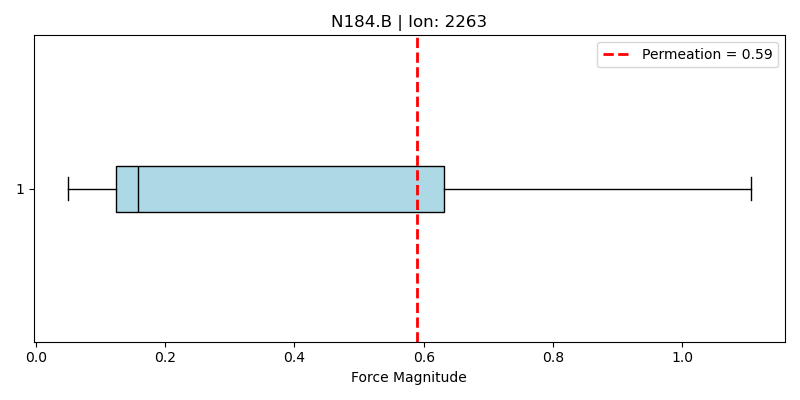 N184.B | Ion: 2263
Permeation = 0.59
1
0.0 0.2 0.4 0.6 0.8 1.0
Force Magnitude